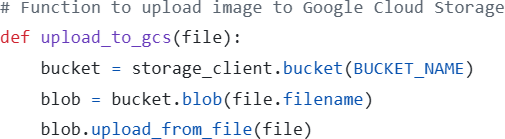 # Function to upload image to Google Cloud Storage
def upload_to_gcs(file):
    bucket = storage_client.bucket(BUCKET_NAME)
    blob = bucket.blob(file.filename)
    blob.upload_from_file(file)